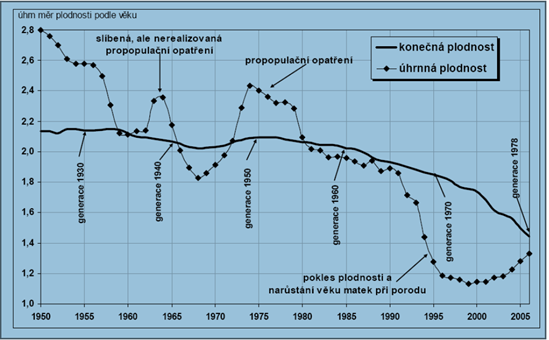 úhrn měr plodnosti podle věku
2,8
2,6
2,4
2,2
2,0
1,8
1,6
1,4
1,2
1,0
slíbená, ale nerealizovaná
propopulační opatření
propopulační opatření
konečná plodnost
úhrnná plodnost
generace 1930
generace 1940
generace 1950
generace 1960
generace 1970
generace 1978
pokles plodnosti a
narůstání věku matek při porodu
1950
1955
1960
1965
1970
1975
1980
1985
1990
1995
2000
2005